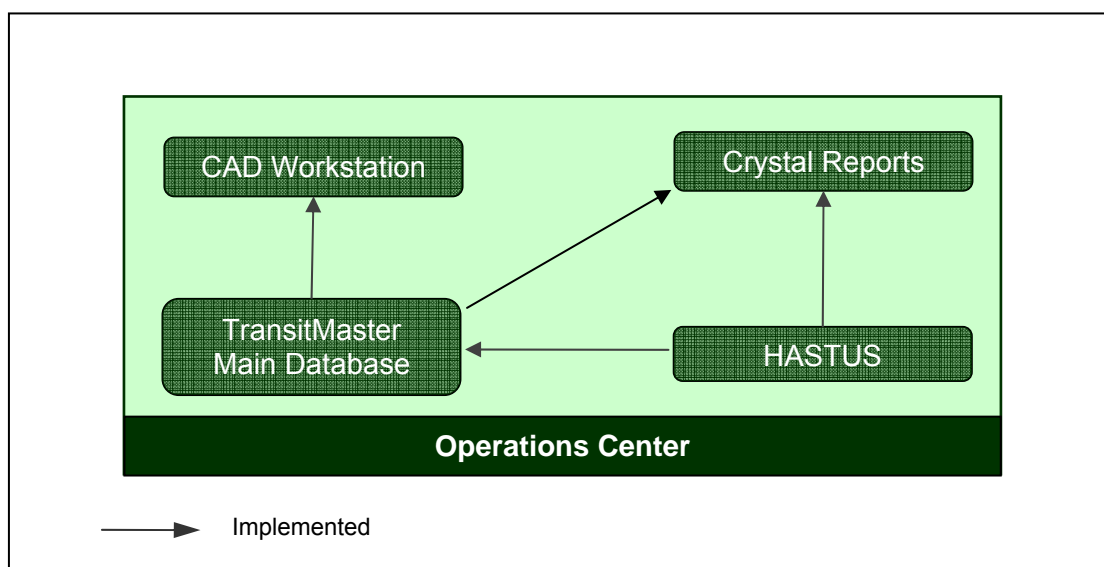 CAD Workstation
Crystal Reports
TransitMaster
Main Database
HASTUS
Operations Center
Implemented